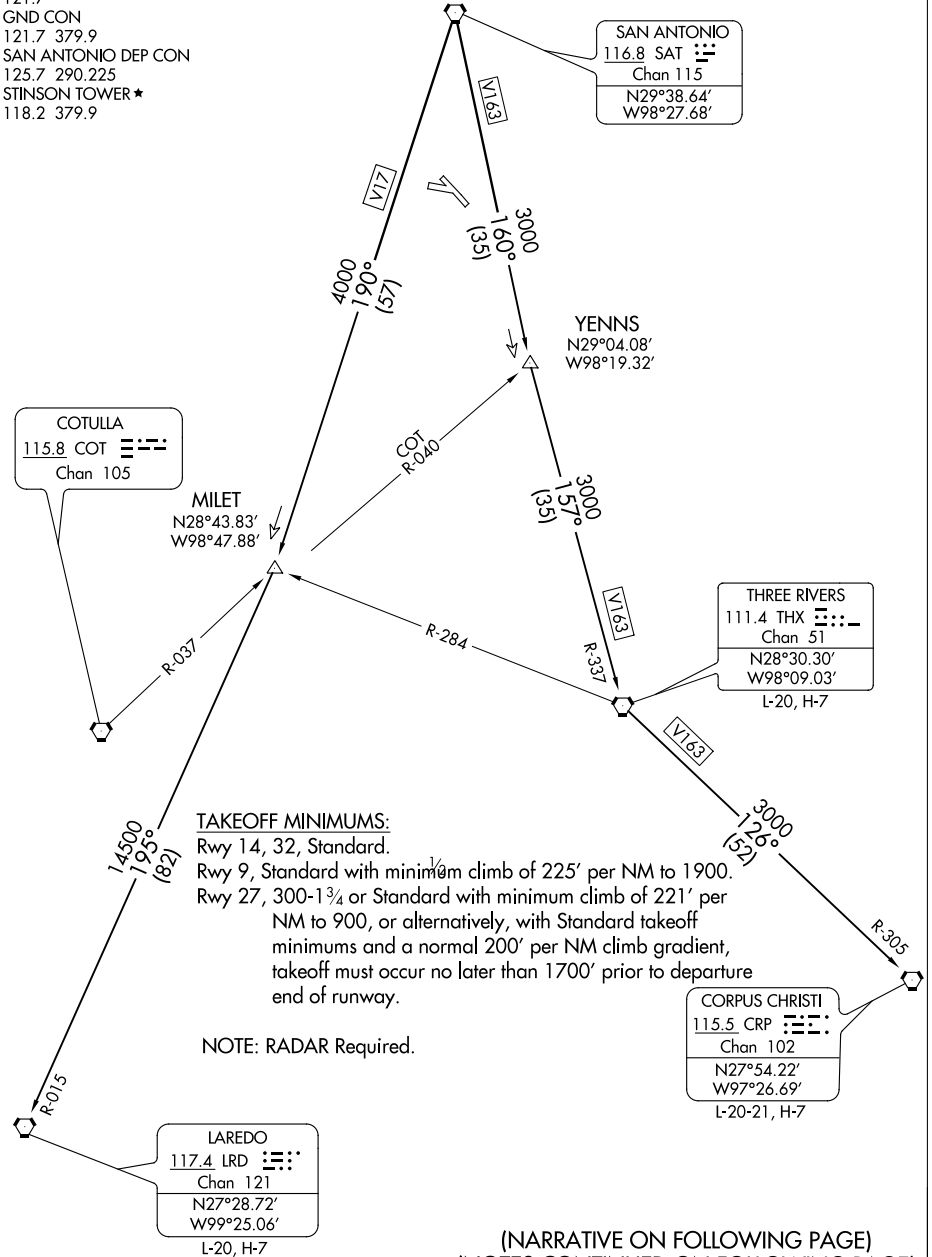 121.7
GND CON
121.7 379.9
SAN ANTONIO DEP CON
125.7 290.225
STINSON TOWER★
118.2 379.9
SAN ANTONIO
116.8 SAT
Chan 115
N29°38.64′
W98°27.68′
V163
V17
3000
160°
(35)
4000
190°
(57)
YENNS
N29°04.08′
W98°19.32′
COTULLA
115.8 COT
Chan 105
COT
R-040
MILET
N28°43.83′
W98°47.88′
3000
157°
(35)
THREE RIVERS
111.4 THX
Chan 51
N28°30.30′
W98°09.03′
L-20, H-7
V163
R-284
R-037
R-337
V163
3000
126°
(52)
14500
195°
(82)
TAKEOFF MINIMUMS:
Rwy 14, 32, Standard.
Rwy 9, Standard with minimum climb of 225' per NM to 1900.
Rwy 27, 300-1¾ or Standard with minimum climb of 221' per
NM to 900, or alternatively, with Standard takeoff
minimums and a normal 200' per NM climb gradient,
takeoff must occur no later than 1700' prior to departure
end of runway.
R-305
CORPUS CHRISTI
115.5 CRP
Chan 102
N27°54.22′
W97°26.69′
L-20-21, H-7
NOTE: RADAR Required.
R-015
LAREDO
117.4 LRD
Chan 121
N27°28.72′
W99°25.06′
L-20, H-7
(NARRATIVE ON FOLLOWING PAGE)